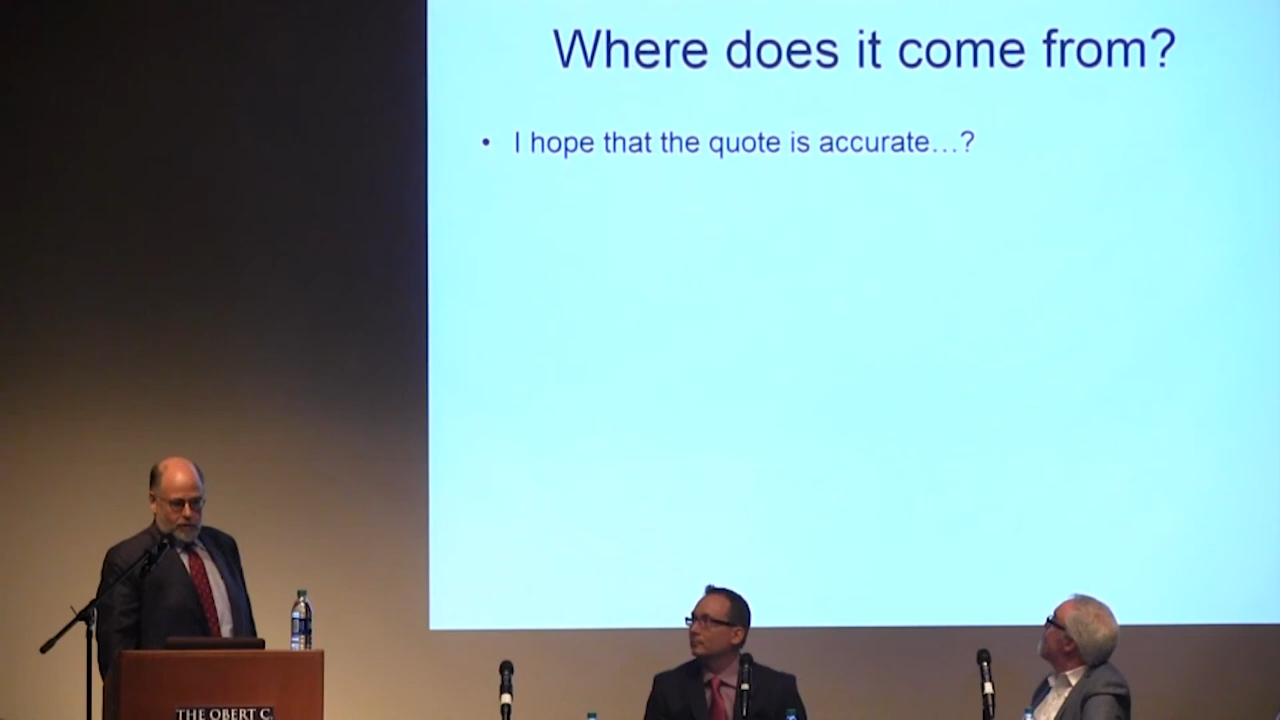 Where does it come from?
• I hope that the quote is accurate…?
THE OBERT C.